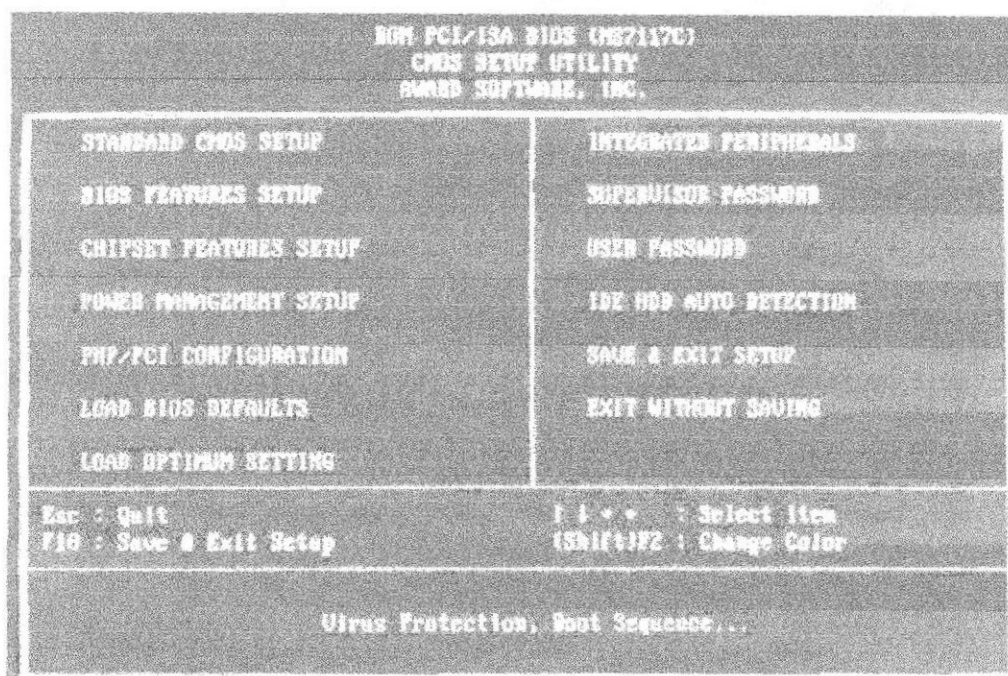 ROM PCI/ISA BIOS
CMOS SETUP UTILITY
AWARD SOFTWARE, INC.
STANDARD CMOS SETUP
BIOS FEATURES SETUP
CHIPSET FEATURES SETUP
POWER MANAGEMENT SETUP
PNP/PCI CONFIGURATION
LOAD BIOS DEFAULTS
LOAD OPTIMUM SETTING
INTEGRATED PERIPHERALS
SUPERVISOR PASSWORD
USER PASSWORD
IDE HDD AUTO DETECTION
SAVE & EXIT SETUP
EXIT WITHOUT SAVING
Esc : Quit
F10 : Save & Exit Setup
: Select Item
(Shift)F2 : Change Color
Virus Protection, Boot Sequence...